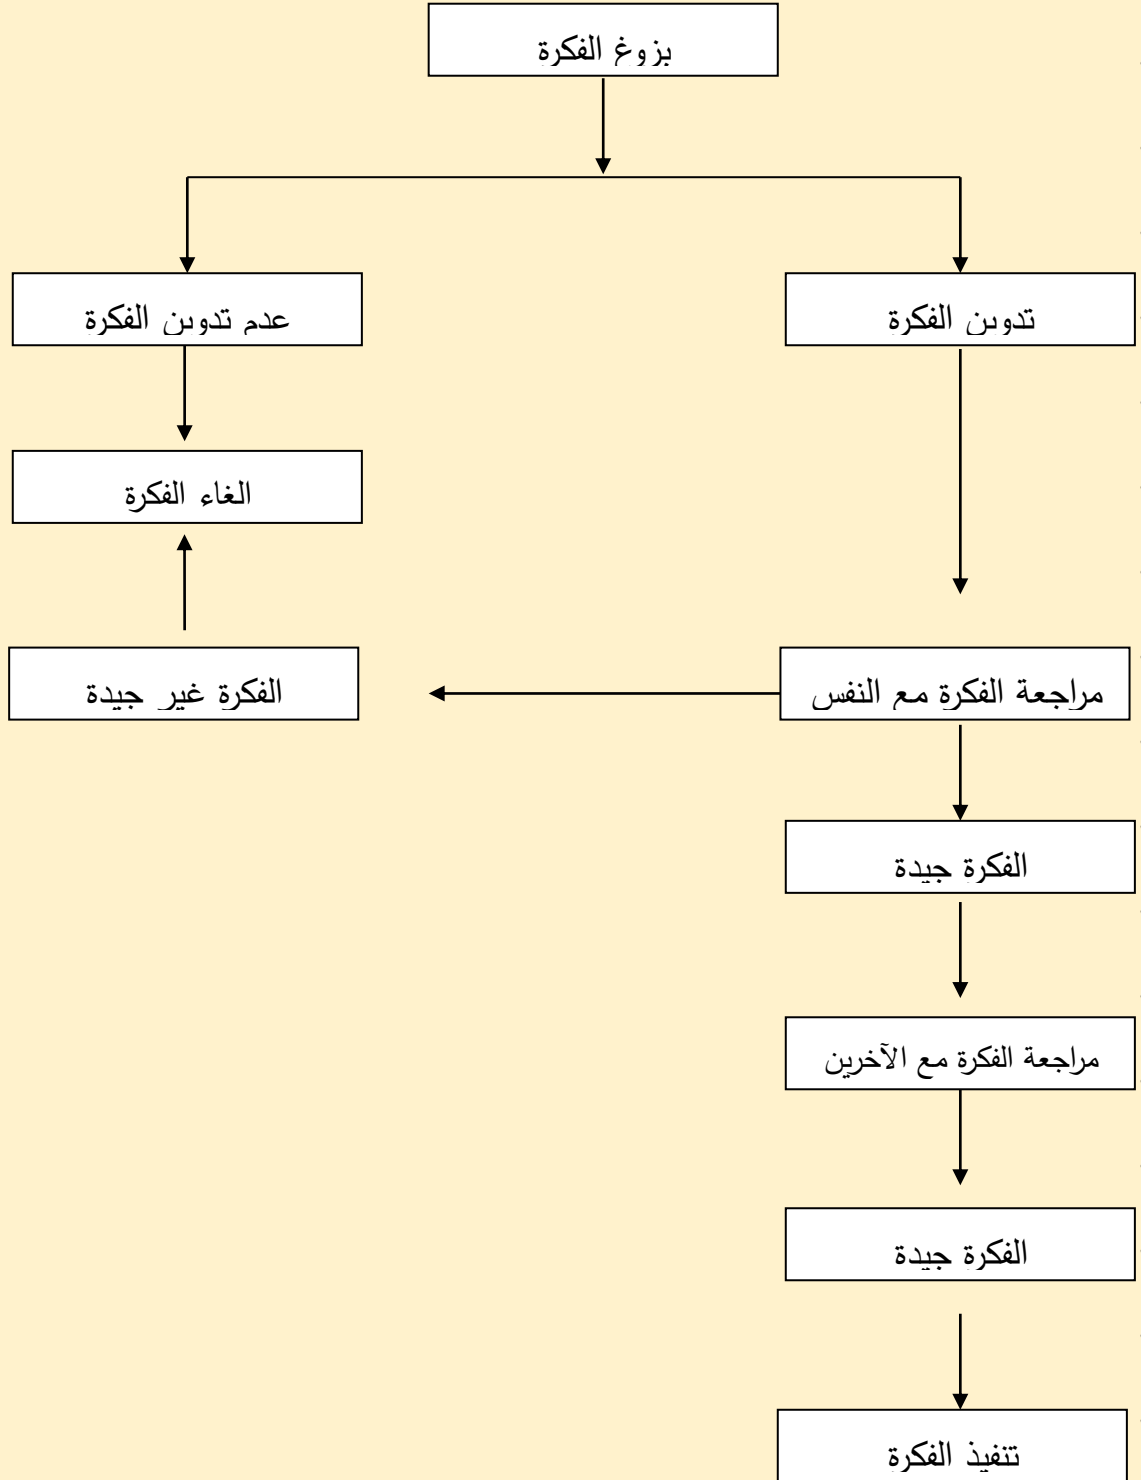 بزوغ الفكرة
تدوين الفكرة
عدم تدوين الفكرة
الغاء الفكرة
مراجعة الفكرة مع النفس
الفكرة غير جيدة
الفكرة جيدة
مراجعة الفكرة مع الآخرين
الفكرة جيدة
تنفيذ الفكرة